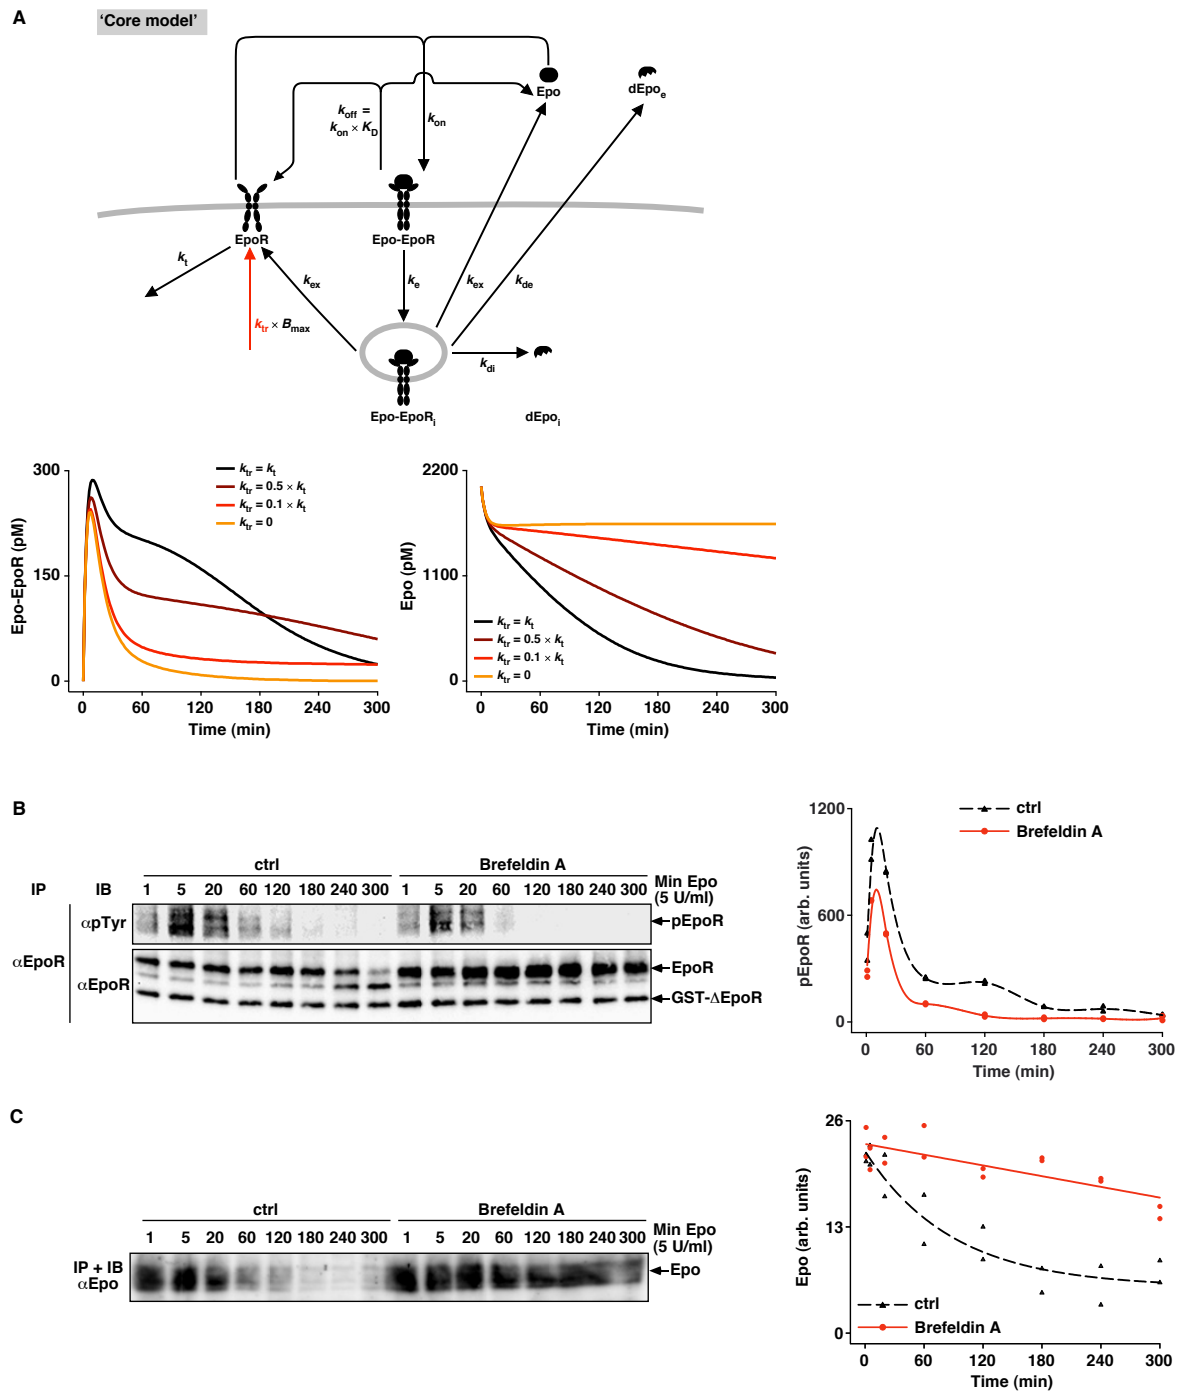 A
'Core model'
Epo
dEpoe
koff =
kon × KD
kon
EpoR
Epo-EpoR
kt
kex
ke
kex
kde
ktr × Bmax
kdi
Epo-EpoRi
dEpoi
300
150
0
Epo-EpoR (pM)
ktr = kt
ktr = 0.5 × kt
ktr = 0.1 × kt
ktr = 0
0 60 120 180 240 300
Time (min)
2200
1100
0
Epo (pM)
ktr = kt
ktr = 0.5 × kt
ktr = 0.1 × kt
ktr = 0
0 60 120 180 240 300
Time (min)
B
ctrl Brefeldin A
IP IB 1 5 20 60 120 180 240 300 1 5 20 60 120 180 240 300 Min Epo
(5 U/ml)
αpTyr pEpoR
αEpoR
αEpoR EpoR
GST-ΔEpoR
1200
600
0
pEpoR (arb. units)
ctrl
Brefeldin A
0 60 120 180 240 300
Time (min)
C
ctrl Brefeldin A
1 5 20 60 120 180 240 300 1 5 20 60 120 180 240 300 Min Epo
(5 U/ml)
IP + IB
αEpo
Epo
26
13
0
Epo (arb. units)
ctrl
Brefeldin A
0 60 120 180 240 300
Time (min)